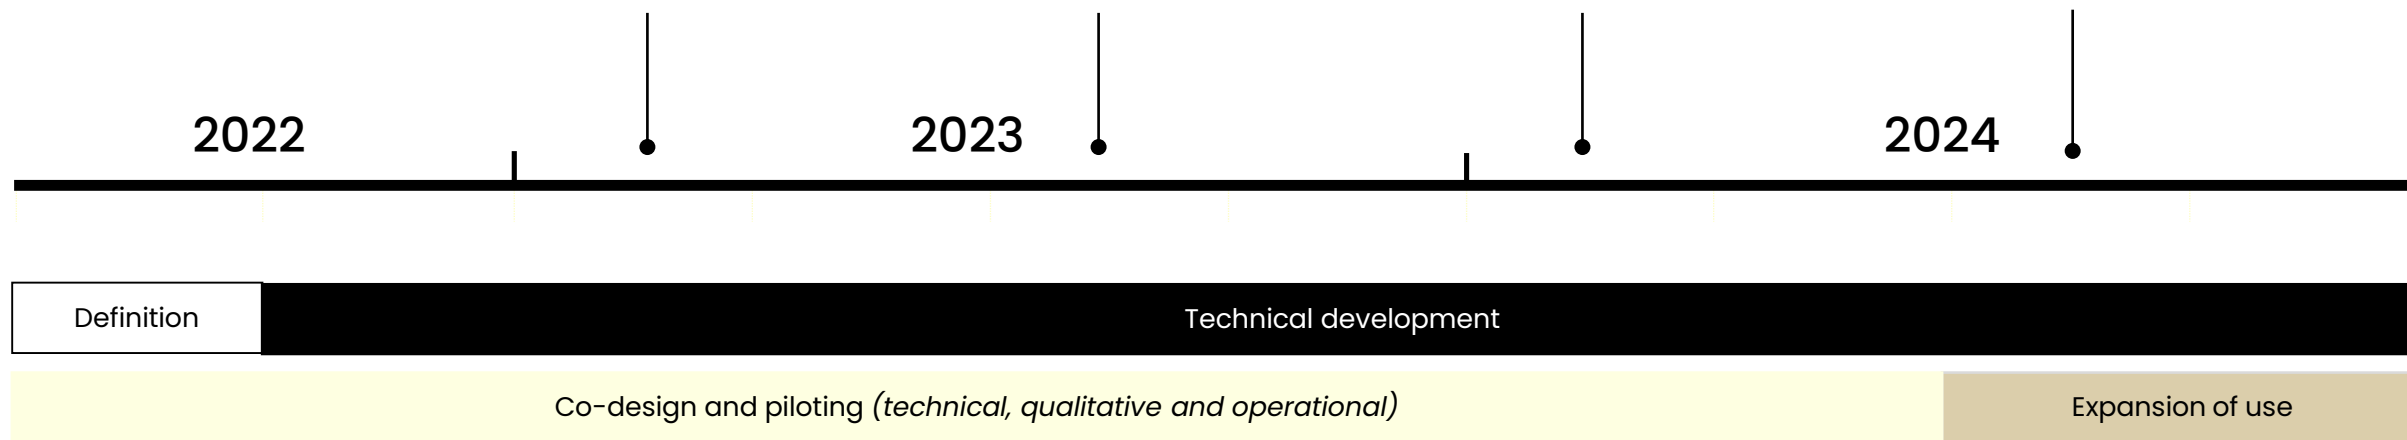 2022
2023
2024
Definition
Technical development
Co-design and piloting (technical, qualitative and operational)
Expansion of use